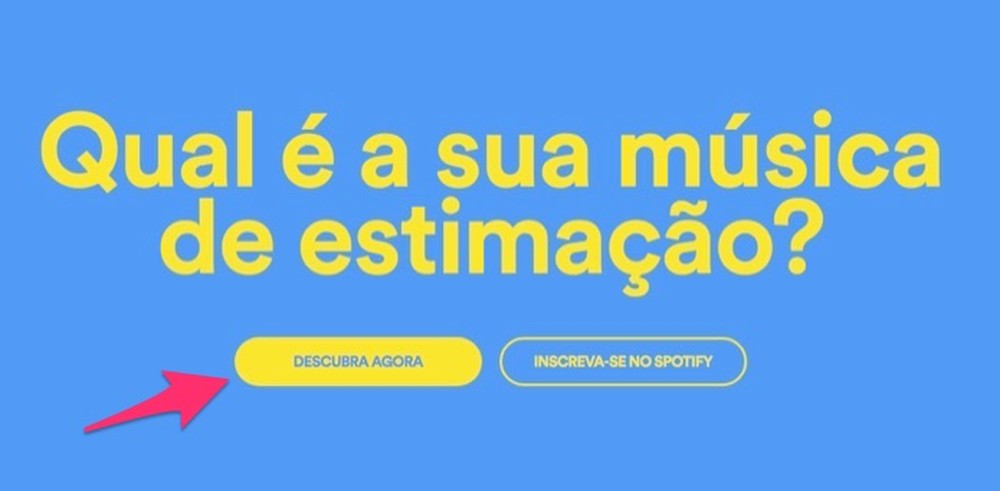 Qual é a sua música
de estimação?
DESCUBRA AGORA
INSCREVA-SE NO SPOTIFY